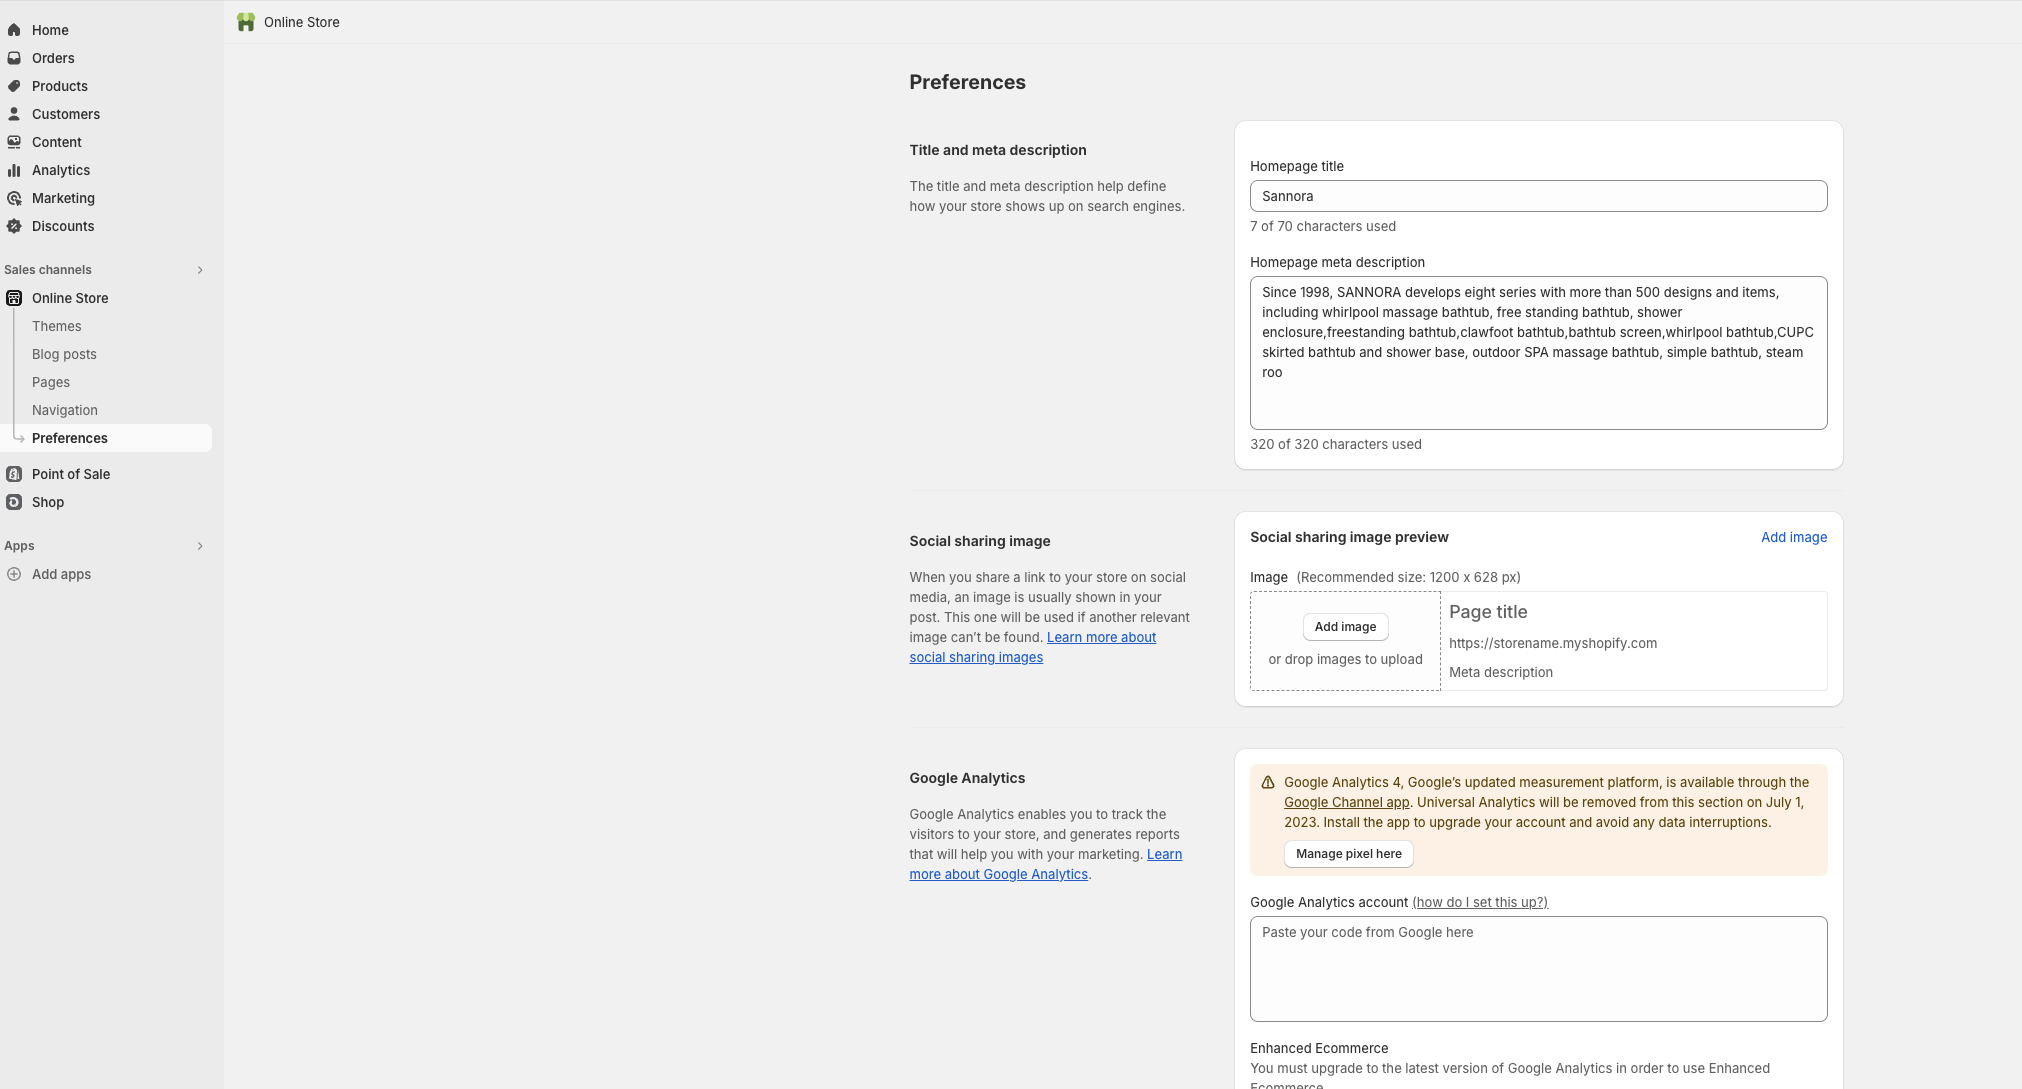 Home
Orders
Products
Customers
Content
Analytics
Marketing
Discounts
Sales channels
Online Store
Themes
Blog posts
Pages
Navigation
Preferences
Point of Sale
Shop
Apps
Add apps
Online Store
Preferences
Title and meta description
The title and meta description help define
how your store shows up on search engines.
Homepage title
Sannora
7 of 70 characters used
Homepage meta description
Since 1998, SANNORA develops eight series with more than 500 designs and items,
including whirlpool massage bathtub, free standing bathtub, shower
enclosure,freestanding bathtub,clawfoot bathtub,bathtub screen,whirlpool bathtub,CUPC
skirted bathtub and shower base, outdoor SPA massage bathtub, simple bathtub, steam
roo
320 of 320 characters used
Social sharing image
When you share a link to your store on social
media, an image is usually shown in your
post. This one will be used if another relevant
image can’t be found. Learn more about
social sharing images
Social sharing image preview
Add image
Image (Recommended size: 1200 x 628 px)
Add image
or drop images to upload
Page title
https://storename.myshopify.com
Meta description
Google Analytics
Google Analytics enables you to track the
visitors to your store, and generates reports
that will help you with your marketing. Learn
more about Google Analytics.
Google Analytics 4, Google’s updated measurement platform, is available through the
Google Channel app. Universal Analytics will be removed from this section on July 1,
2023. Install the app to upgrade your account and avoid any data interruptions.
Manage pixel here
Google Analytics account (how do I set this up?)
Paste your code from Google here
Enhanced Ecommerce
You must upgrade to the latest version of Google Analytics in order to use Enhanced
Ecommerce.